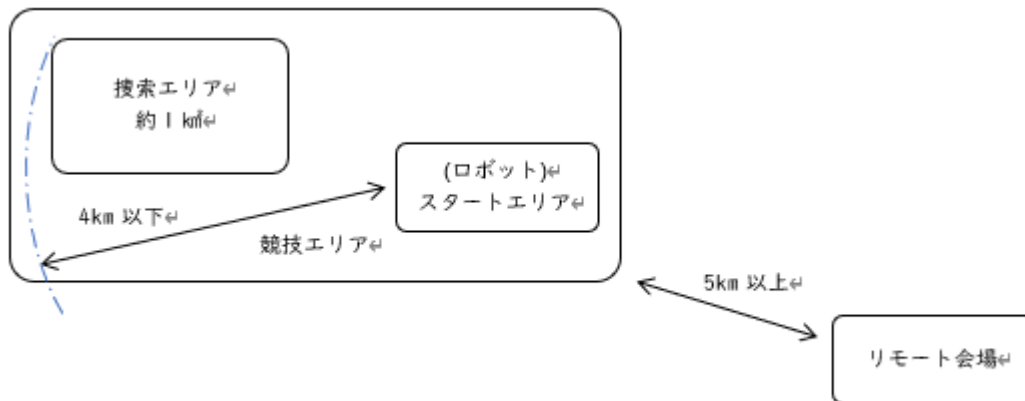 捜索エリア↵
約1㎢↵
(ロボット)↵
スタートエリア↵
4km 以下↵
競技エリア↵
5km 以上↵
リモート会場↵